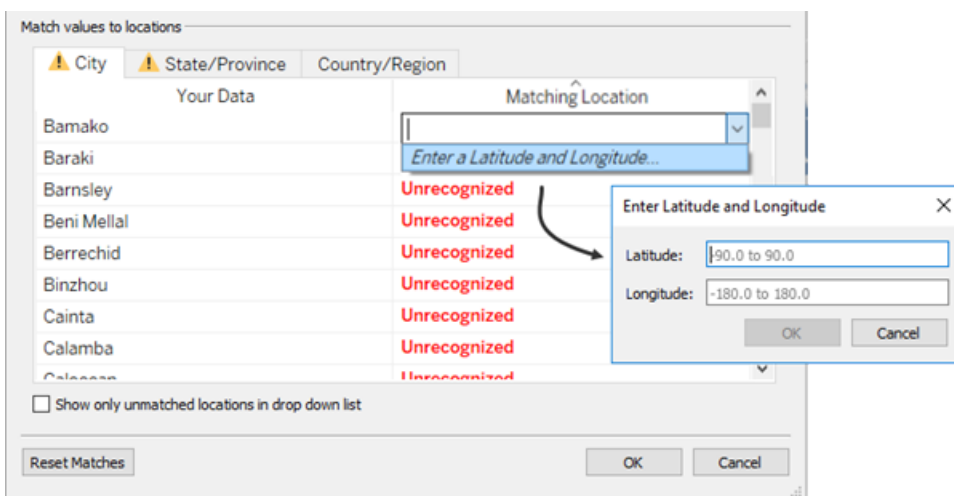 Match values to locations
City State/Province Country/Region
Your Data Matching Location
Bamako
Baraki Enter a Latitude and Longitude...
Barnsley Unrecognized
Beni Mellal Unrecognized
Berrechid Unrecognized
Binzhou Unrecognized
Cainta Unrecognized
Calamba Unrecognized
Caloocan Unrecognized
Show only unmatched locations in drop down list
Reset Matches OK Cancel
Enter Latitude and Longitude
Latitude: -90.0 to 90.0
Longitude: -180.0 to 180.0
OK Cancel